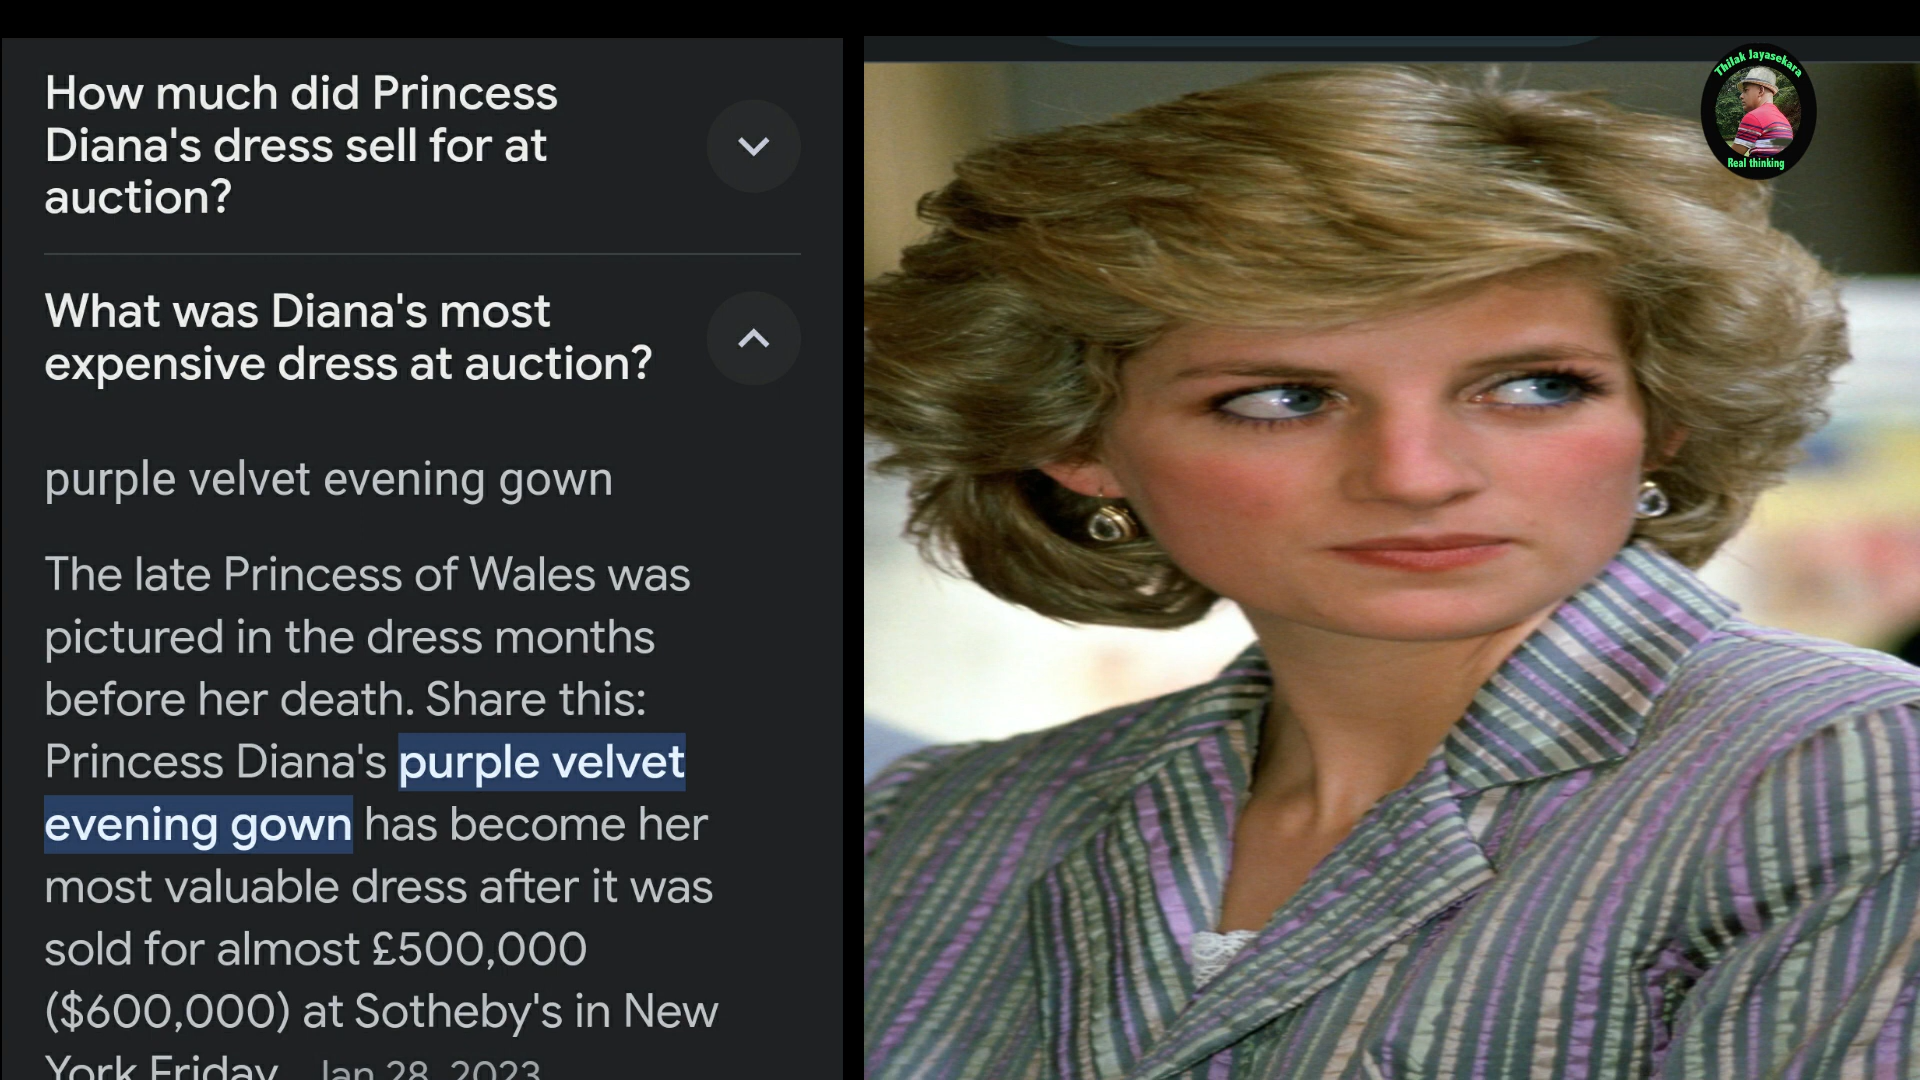 How much did Princess
Diana's dress sell for at
auction?
What was Diana's most
expensive dress at auction?
purple velvet evening gown
The late Princess of Wales was
pictured in the dress months
before her death. Share this:
Princess Diana's purple velvet
evening gown has become her
most valuable dress after it was
sold for almost £500,000
($600,000) at Sotheby's in New
York Friday. Jan 28, 2023
Thilak Jayasekara
Real thinking